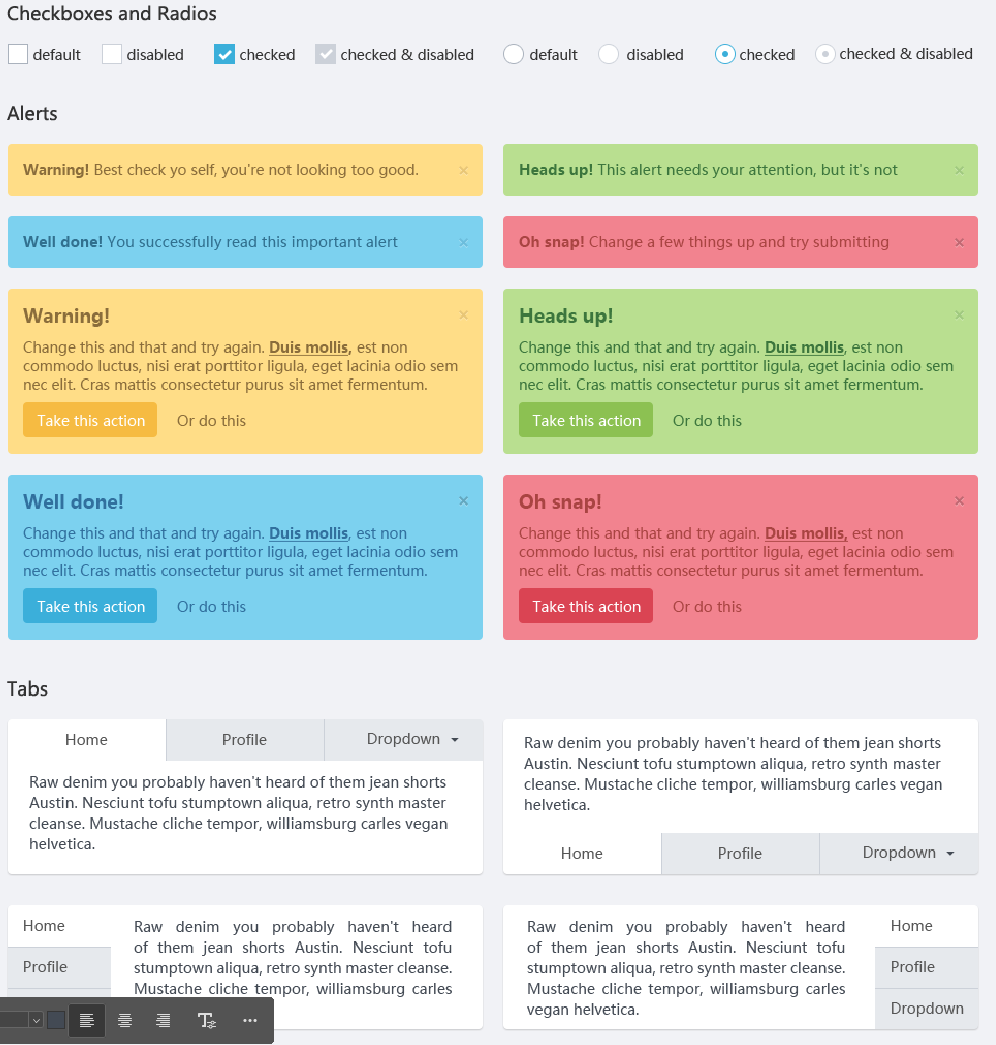 Checkboxes and Radios
default disabled checked checked & disabled default disabled checked checked & disabled
Alerts
Warning! Best check yo self, you're not looking too good. ×
Heads up! This alert needs your attention, but it's not ×
Well done! You successfully read this important alert ×
Oh snap! Change a few things up and try submitting ×
Warning! ×
Change this and that and try again. Duis mollis, est non
commodo luctus, nisi erat porttitor ligula, eget lacinia odio sem
nec elit. Cras mattis consectetur purus sit amet fermentum.
Take this action Or do this
Heads up! ×
Change this and that and try again. Duis mollis, est non
commodo luctus, nisi erat porttitor ligula, eget lacinia odio sem
nec elit. Cras mattis consectetur purus sit amet fermentum.
Take this action Or do this
Well done! ×
Change this and that and try again. Duis mollis, est non
commodo luctus, nisi erat porttitor ligula, eget lacinia odio sem
nec elit. Cras mattis consectetur purus sit amet fermentum.
Take this action Or do this
Oh snap! ×
Change this and that and try again. Duis mollis, est non
commodo luctus, nisi erat porttitor ligula, eget lacinia odio sem
nec elit. Cras mattis consectetur purus sit amet fermentum.
Take this action Or do this
Tabs
Home Profile Dropdown
Raw denim you probably haven't heard of them jean shorts
Austin. Nesciunt tofu stumptown aliqua, retro synth master
cleanse. Mustache cliche tempor, williamsburg carles vegan
helvetica.
Raw denim you probably haven't heard of them jean shorts
Austin. Nesciunt tofu stumptown aliqua, retro synth master
cleanse. Mustache cliche tempor, williamsburg carles vegan
helvetica.
Home Profile Dropdown
Home
Profile
Raw denim you probably haven't heard
of them jean shorts Austin. Nesciunt tofu
stumptown aliqua, retro synth master cleanse.
Mustache cliche tempor, williamsburg carles
Raw denim you probably haven't heard
of them jean shorts Austin. Nesciunt tofu
stumptown aliqua, retro synth master cleanse.
Mustache cliche tempor, williamsburg carles
vegan helvetica.
Home
Profile
Dropdown